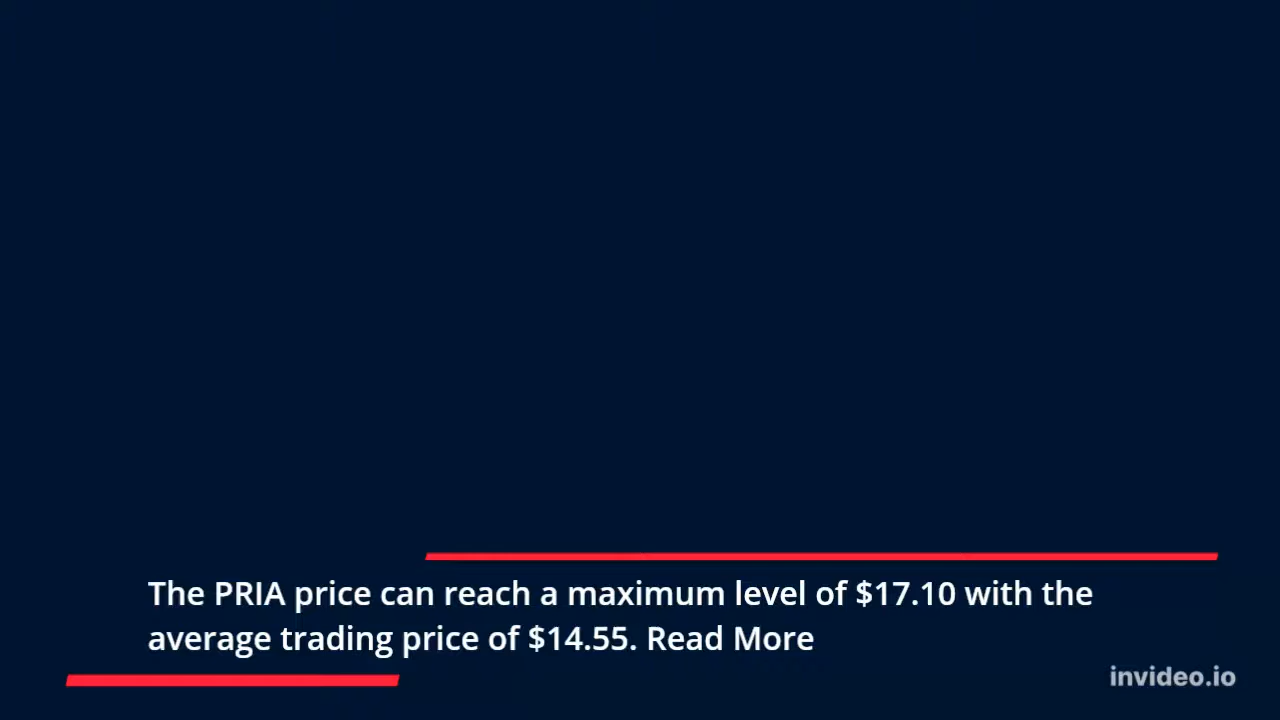 The PRIA price can reach a maximum level of $17.10 with the
average trading price of $14.55. Read More
invideo.io